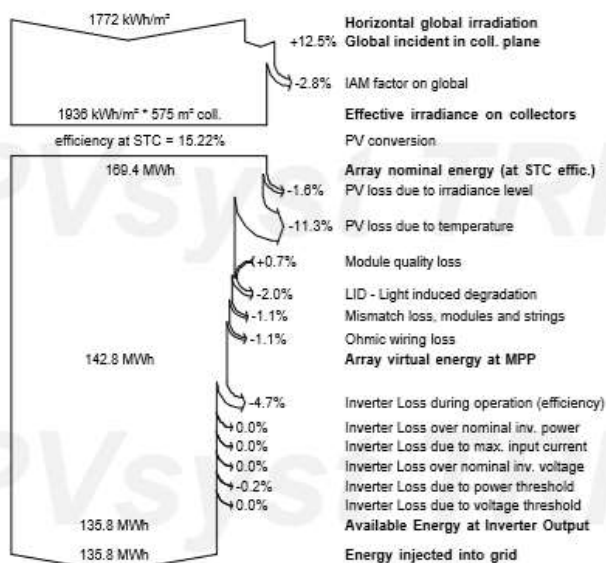 1772 kWh/m² Horizontal global irradiation
+12.5% Global incident in coll. plane
-2.8% IAM factor on global
1936 kWh/m² * 575 m² coll. Effective irradiance on collectors
efficiency at STC = 15.22% PV conversion
169.4 MWh Array nominal energy (at STC effic.)
-1.6% PV loss due to irradiance level
-11.3% PV loss due to temperature
+0.7% Module quality loss
-2.0% LID - Light induced degradation
-1.1% Mismatch loss, modules and strings
-1.1% Ohmic wiring loss
142.8 MWh Array virtual energy at MPP
-4.7% Inverter Loss during operation (efficiency)
0.0% Inverter Loss over nominal inv. power
0.0% Inverter Loss due to max. input current
0.0% Inverter Loss over nominal inv. voltage
-0.2% Inverter Loss due to power threshold
0.0% Inverter Loss due to voltage threshold
135.8 MWh Available Energy at Inverter Output
135.8 MWh Energy injected into grid
PVsyst TRI
PVsyst TRI